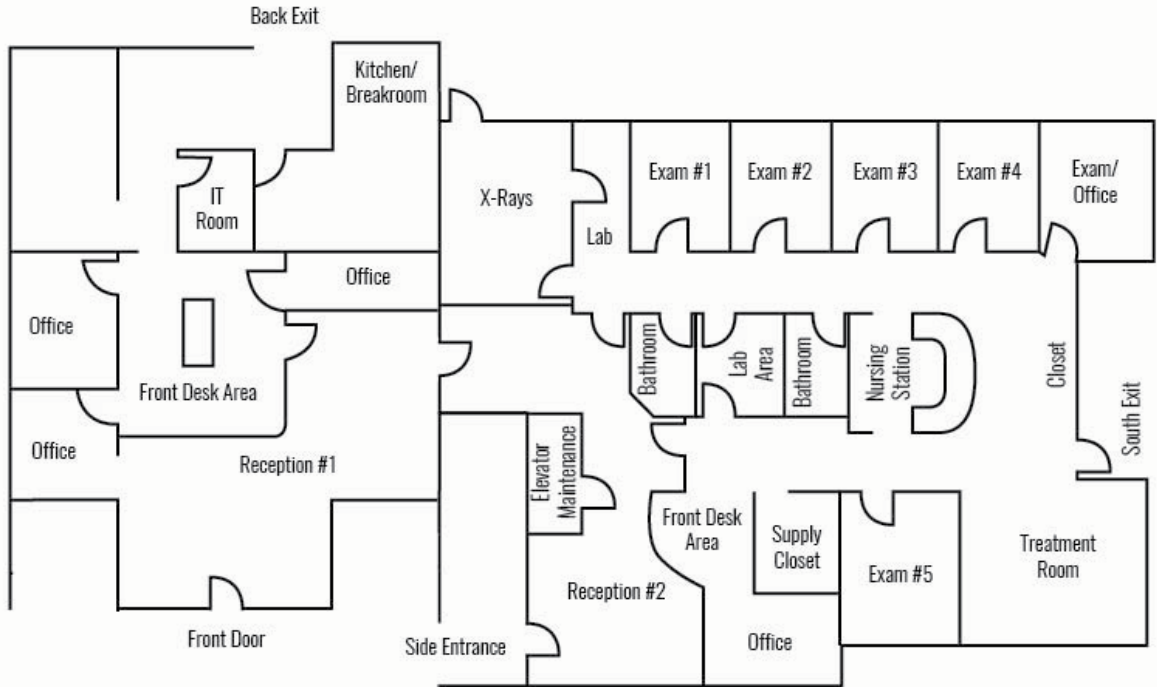 Back Exit
Kitchen/
Breakroom
IT
Room
X-Rays
Lab
Exam #1
Exam #2
Exam #3
Exam #4
Exam/
Office
Office
Office
Front Desk Area
Office
Reception #1
Bathroom
Lab
Area
Bathroom
Nursing
Station
Closet
South Exit
Elevator
Maintenance
Front Desk
Area
Supply
Closet
Exam #5
Treatment
Room
Reception #2
Office
Front Door
Side Entrance